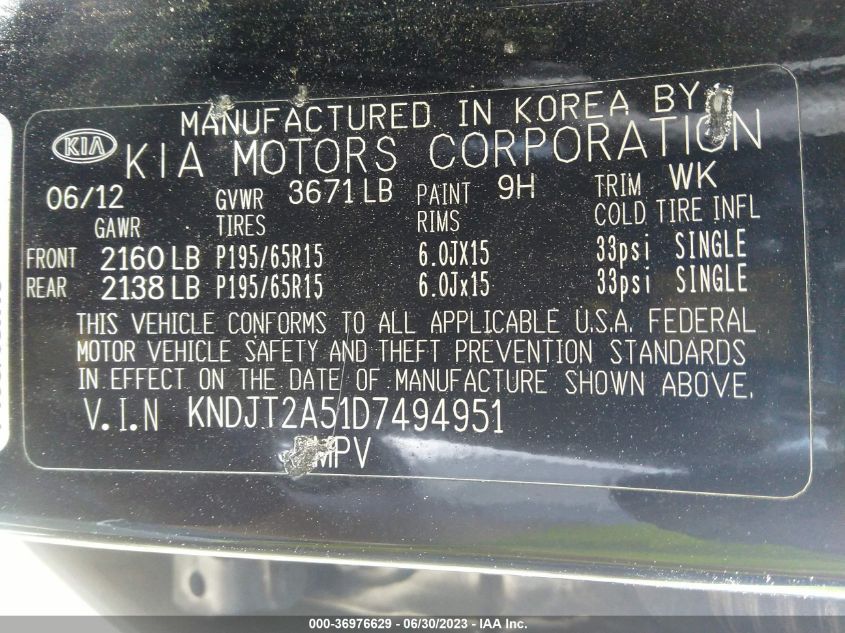 MANUFACTURED IN KOREA BY
KIA KIA MOTORS CORPORATION
06/12 GVWR 3671 LB PAINT 9H TRIM WK
GAWR TIRES RIMS COLD TIRE INFL
FRONT 2160 LB P195/65R15 6.0JX15 33psi SINGLE
REAR 2138 LB P195/65R15 6.0Jx15 33psi SINGLE
THIS VEHICLE CONFORMS TO ALL APPLICABLE U.S.A. FEDERAL
MOTOR VEHICLE SAFETY AND THEFT PREVENTION STANDARDS
IN EFFECT ON THE DATE OF MANUFACTURE SHOWN ABOVE.
V.I.N KNDJT2A51D7494951
MPV
000-36976629 - 06/30/2023 - IAA Inc.